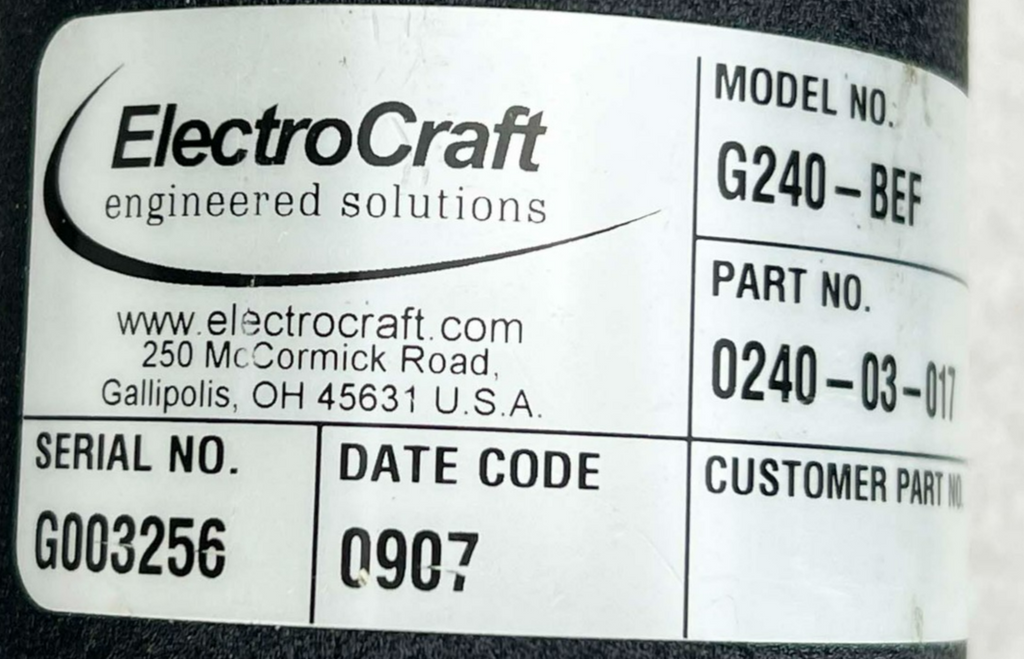 ElectroCraft
engineered solutions
www.electrocraft.com
250 McCormick Road,
Gallipolis, OH 45631 U.S.A.
MODEL NO.
G240-BEF
PART NO.
0240-03-017
SERIAL NO.
G003256
DATE CODE
0907
CUSTOMER PART NO.